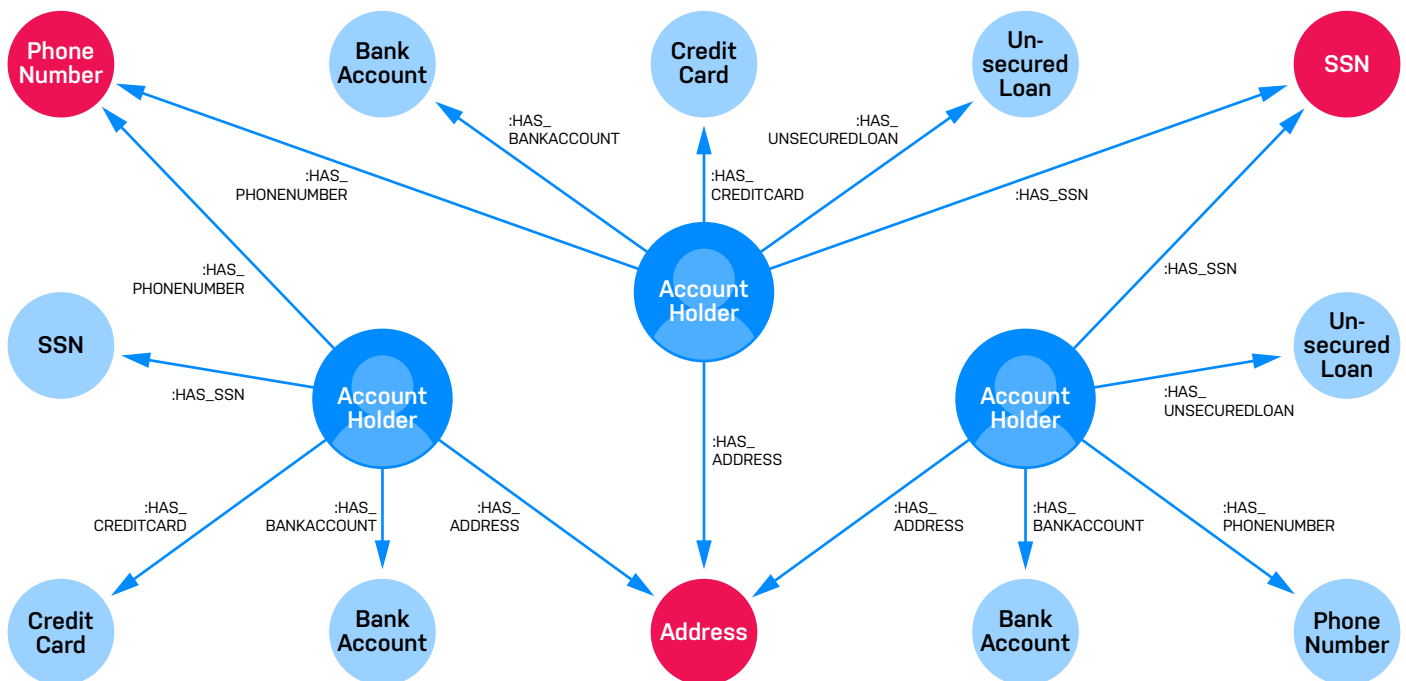 Phone
Number
Bank
Account
Credit
Card
Un-
secured
Loan
SSN
:HAS_
BANKACCOUNT
:HAS_
UNSECUREDLOAN
:HAS_
PHONENUMBER
:HAS_
CREDITCARD
:HAS_SSN
:HAS_
PHONENUMBER
:HAS_SSN
Account
Holder
SSN
:HAS_SSN
Account
Holder
Account
Holder
Un-
secured
Loan
:HAS_
UNSECUREDLOAN
:HAS_
ADDRESS
:HAS_
CREDITCARD
:HAS_
BANKACCOUNT
:HAS_
ADDRESS
:HAS_
ADDRESS
:HAS_
BANKACCOUNT
:HAS_
PHONENUMBER
Credit
Card
Bank
Account
Address
Bank
Account
Phone
Number